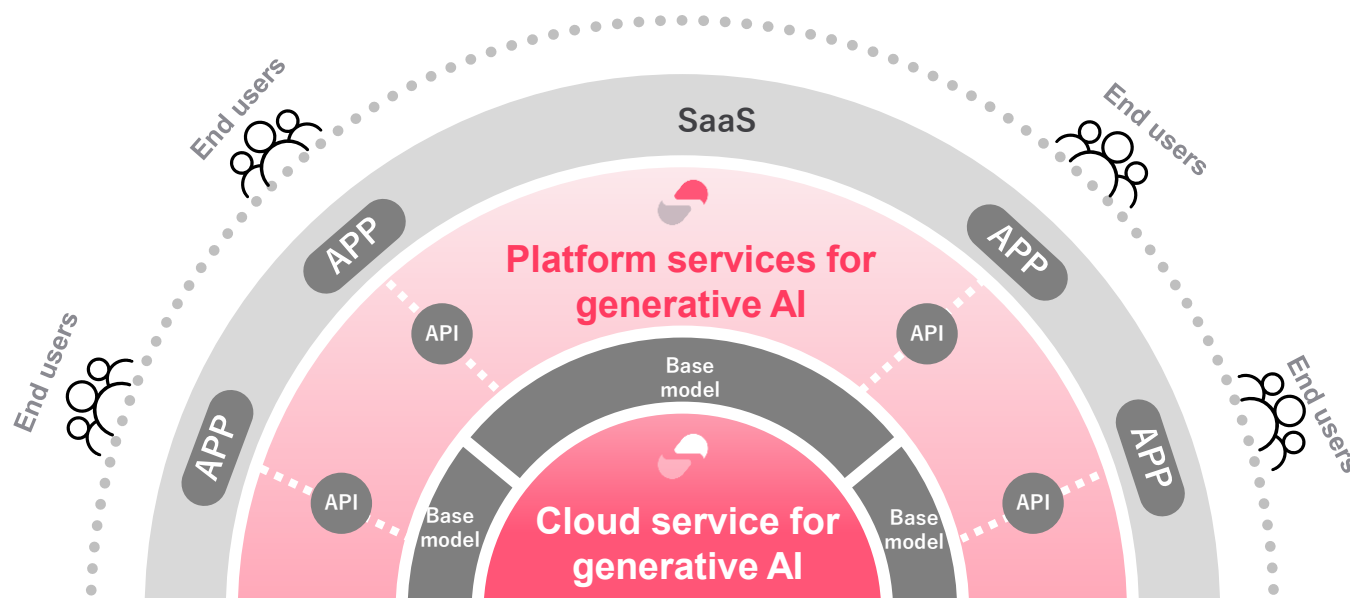 End users
End users
SaaS
APP
APP
Platform services for
generative AI
API
API
End users
End users
Base
model
APP
APP
API
API
Base
model
Base
model
Cloud service for
generative AI